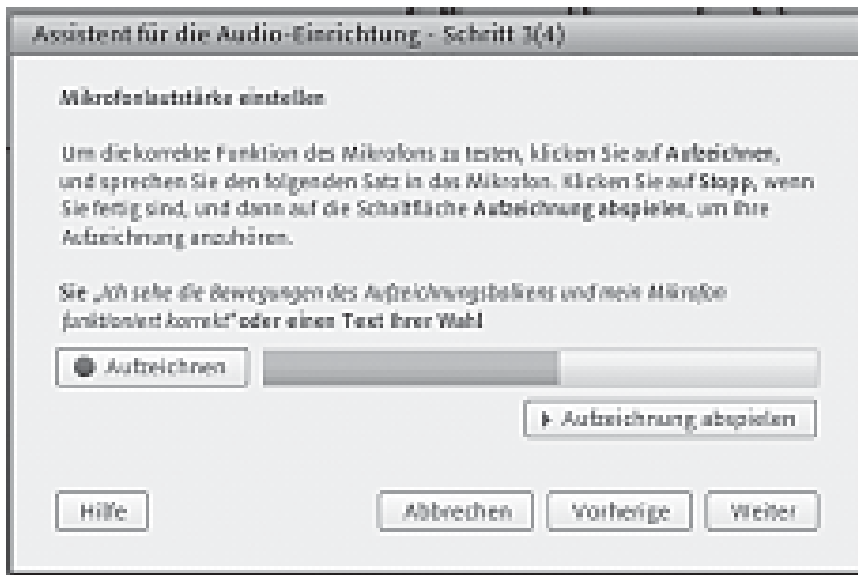 Assistent für die Audio-Einrichtung - Schritt 3(4)
Mikrofonlautstärke einstellen
Um die korrekte Funktion des Mikrofons zu testen, klicken Sie auf Aufzeichnen,
und sprechen Sie den folgenden Satz in das Mikrofon. Klicken Sie auf Stopp, wenn
Sie fertig sind, und dann auf die Schaltfläche Aufzeichnung abspielen, um Ihre
Aufzeichnung anzuhören.
Sie „Ich sehe die Bewegungen des Aufzeichnungsbalkens und mein Mikrofon
funktioniert korrekt“ oder einen Text Ihrer Wahl
Aufzeichnen
Aufzeichnung abspielen
Hilfe
Abbrechen
Vorherige
Weiter